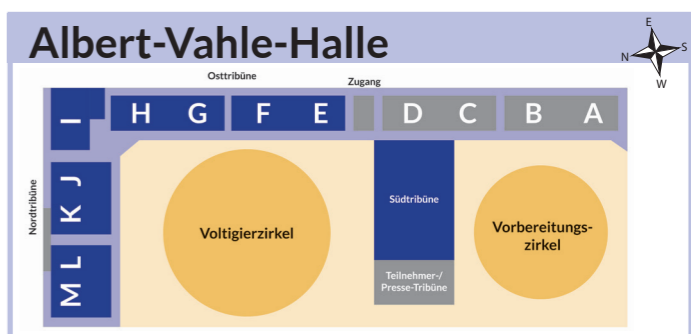 Albert-Vahle-Halle
E
N
S
W
Osttribüne
Zugang
I
H
G
F
E
D
C
B
A
Nordtribüne
J
K
L
M
Voltigierzirkel
Südtribüne
Teilnehmer-/
Presse-Tribüne
Vorbereitungs-
zirkel